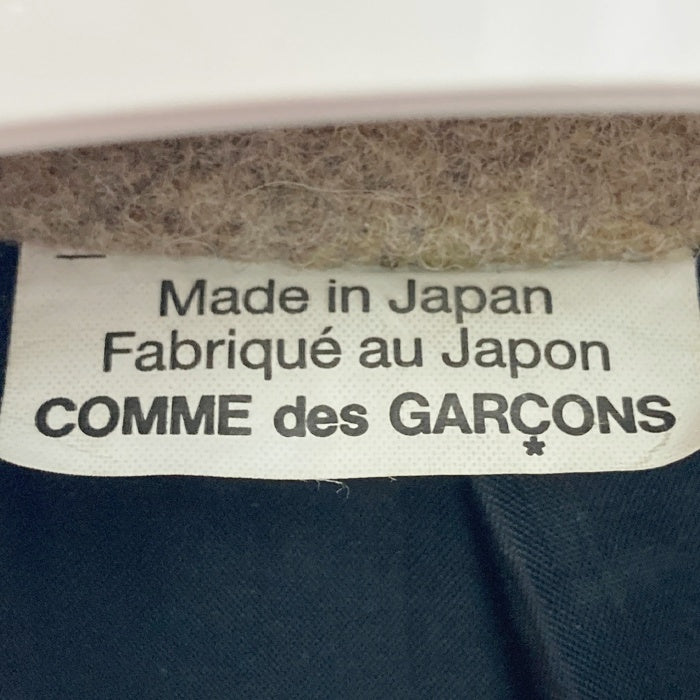 Made in Japan
Fabriqué au Japon
COMME des GARÇONS